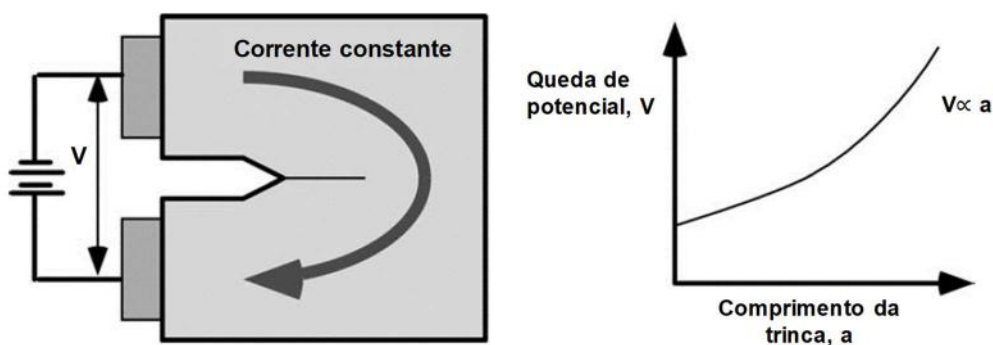 Corrente constante
V
Queda de
potencial, V
V∝ a
Comprimento da
trinca, a